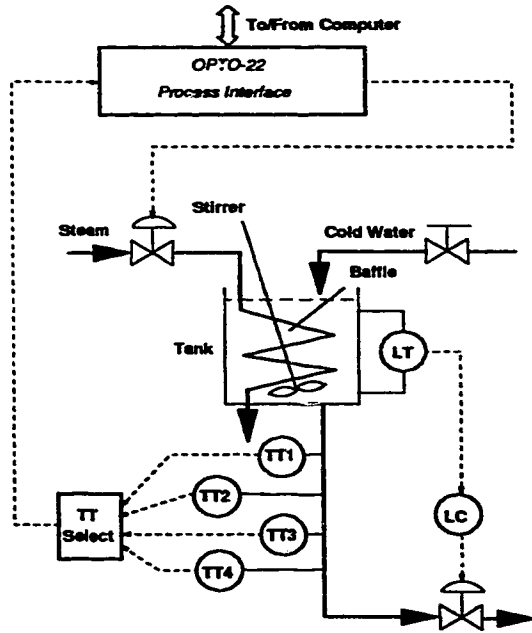 To/From Computer
OPTO-22
Process Interface
Stirrer
Steam
Cold Water
Baffle
Tank
LT
TT1
TT2
TT
Select
TT3
TT4
LC